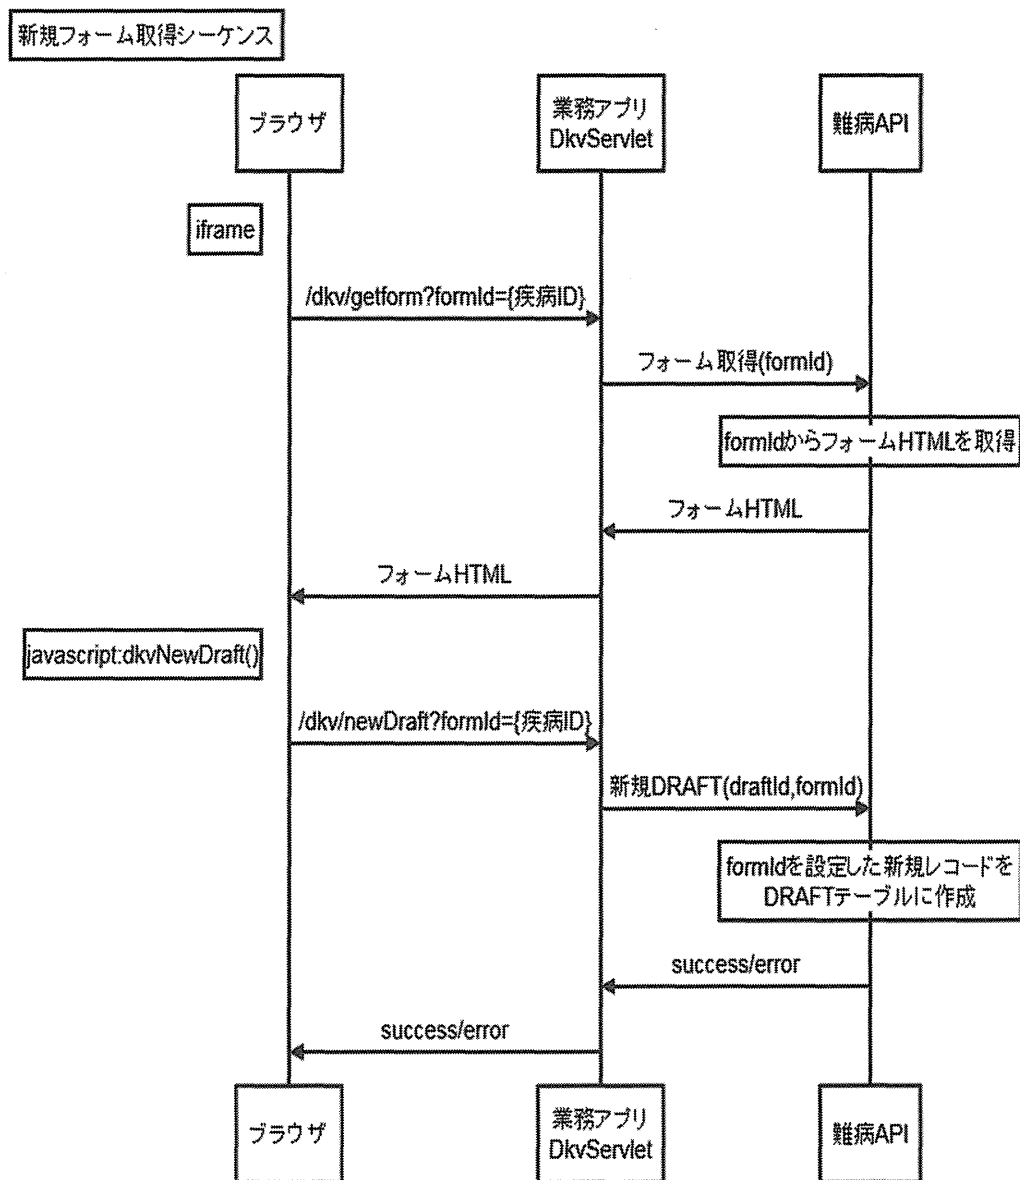 新規フォーム取得シーケンス
ブラウザ
業務アプリ
DkvServlet
難病API
iframe
/dkv/getform?formId={疾病ID}
フォーム取得(formId)
formIdからフォームHTMLを取得
フォームHTML
フォームHTML
javascript:dkvNewDraft()
/dkv/newDraft?formId={疾病ID}
新規DRAFT(draftId,formId)
formIdを設定した新規レコードを
DRAFTテーブルに作成
success/error
success/error
ブラウザ
業務アプリ
DkvServlet
難病API